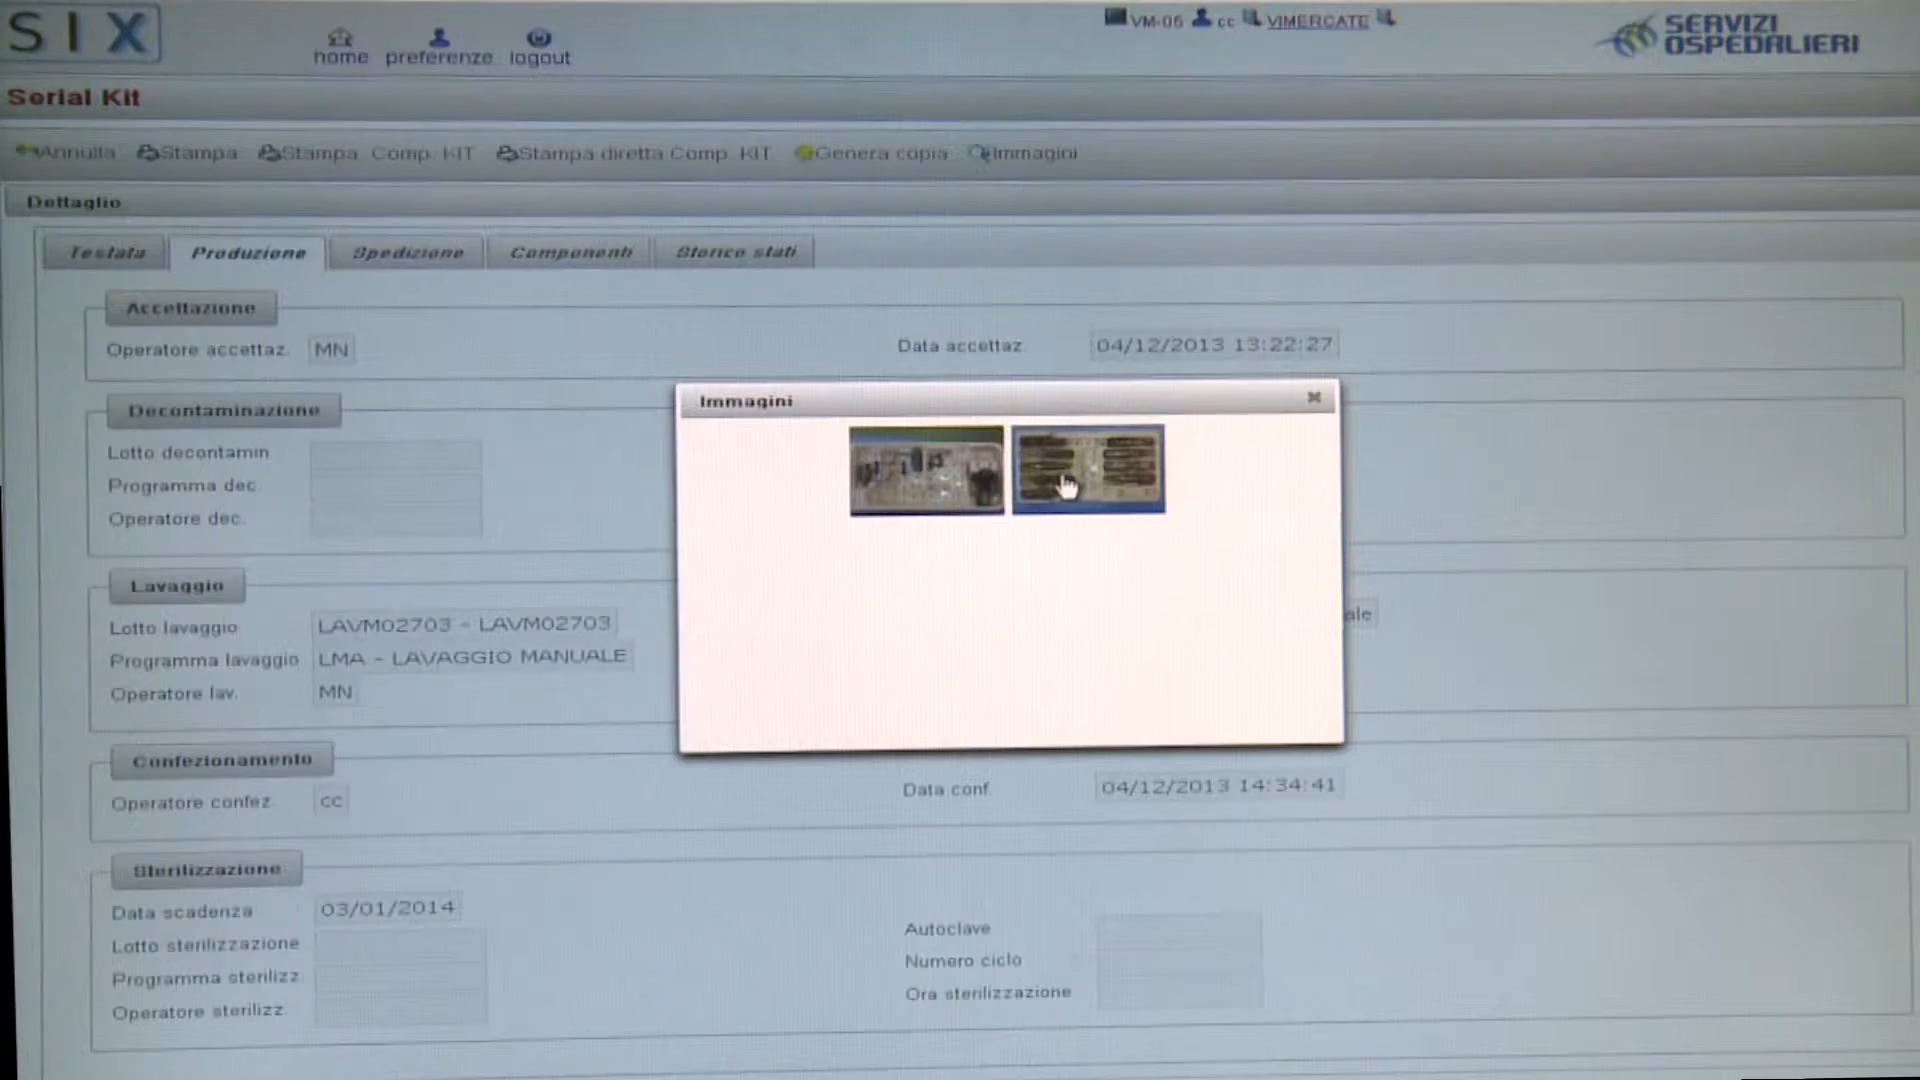 SIX
home preferenze logout
VM-06 cc VIMERCATE
SERVIZI
OSPEDALIERI
Serial Kit
Annulla Stampa Stampa Comp. KIT Stampa diretta Comp. KIT Genera copia Immagini
Dettaglio
Testata Produzione Spedizione Componenti Storico stati
Accettazione
Operatore accettaz. MN Data accettaz. 04/12/2013 13:22:27
Decontaminazione
Immagini
Lotto decontamin.
Programma dec.
Operatore dec.
Lavaggio
Lotto lavaggio LAVM02703 - LAVM02703 ale
Programma lavaggio LMA - LAVAGGIO MANUALE
Operatore lav. MN
Confezionamento
Operatore confez. cc Data conf. 04/12/2013 14:34:41
Sterilizzazione
Data scadenza 03/01/2014
Autoclave
Lotto sterilizzazione
Numero ciclo
Programma sterilizz.
Ora sterilizzazione
Operatore sterilizz.